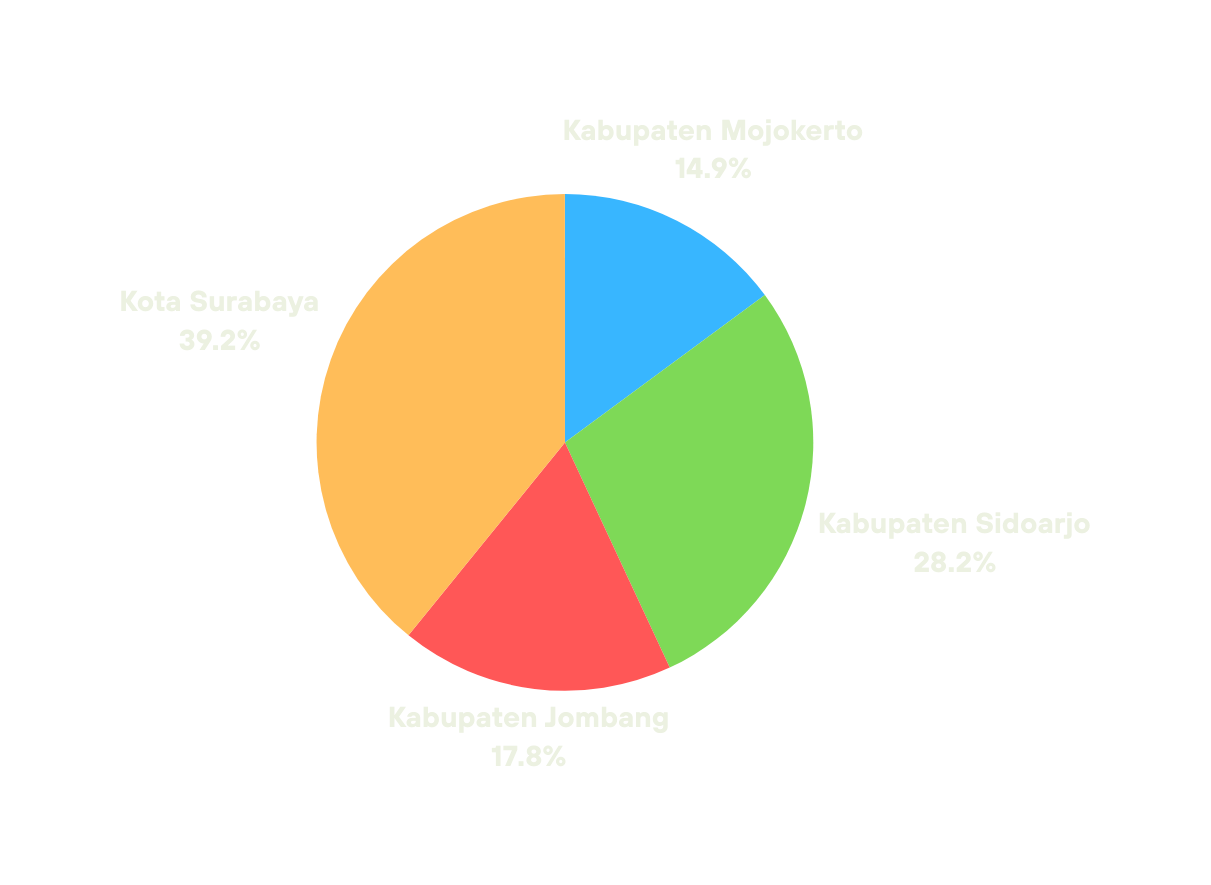 Kabupaten Mojokerto
14.9%
Kota Surabaya
39.2%
Kabupaten Sidoarjo
28.2%
Kabupaten Jombang
17.8%